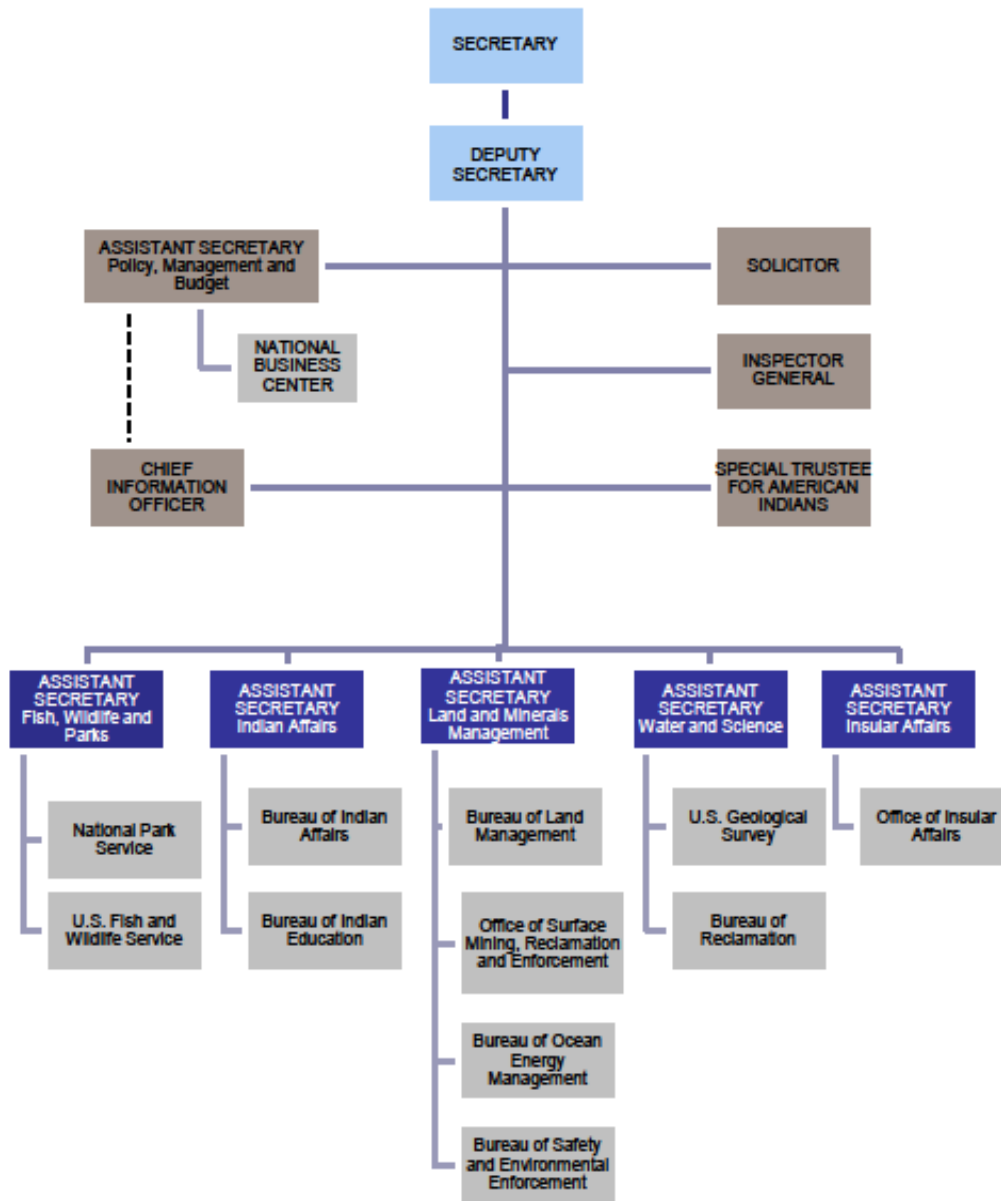 SECRETARY
DEPUTY
SECRETARY
ASSISTANT SECRETARY
Policy, Management and
Budget
SOLICITOR
NATIONAL
BUSINESS
CENTER
INSPECTOR
GENERAL
CHIEF
INFORMATION
OFFICER
SPECIAL TRUSTEE
FOR AMERICAN
INDIANS
ASSISTANT
SECRETARY
Fish, Wildlife and
Parks
ASSISTANT
SECRETARY
Indian Affairs
ASSISTANT
SECRETARY
Land and Minerals
Management
ASSISTANT
SECRETARY
Water and Science
ASSISTANT
SECRETARY
Insular Affairs
National Park
Service
Bureau of Indian
Affairs
Bureau of Land
Management
U.S. Geological
Survey
Office of Insular
Affairs
U.S. Fish and
Wildlife Service
Bureau of Indian
Education
Office of Surface
Mining, Reclamation
and Enforcement
Bureau of
Reclamation
Bureau of Ocean
Energy
Management
Bureau of Safety
and Environmental
Enforcement